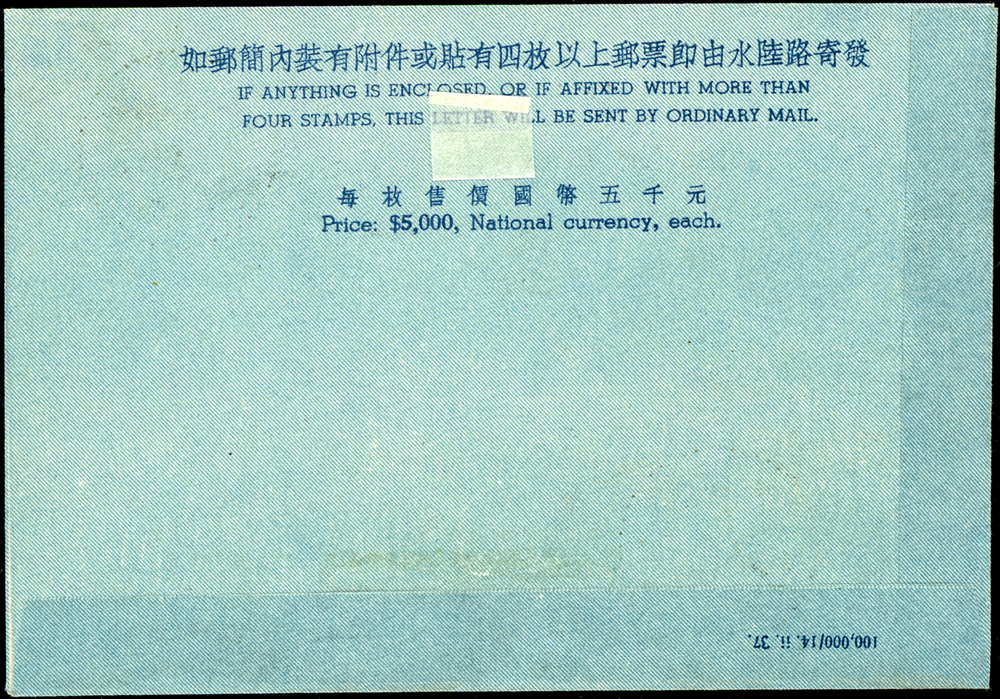 如郵簡內裝有附件或貼有四枚以上郵票卽由水陸路寄發
IF ANYTHING IS ENCLOSED, OR IF AFFIXED WITH MORE THAN
FOUR STAMPS, THIS LETTER WILL BE SENT BY ORDINARY MAIL.
每枚售價國幣五千元
Price: $5,000, National currency, each.
100,000/14. ii. 37.